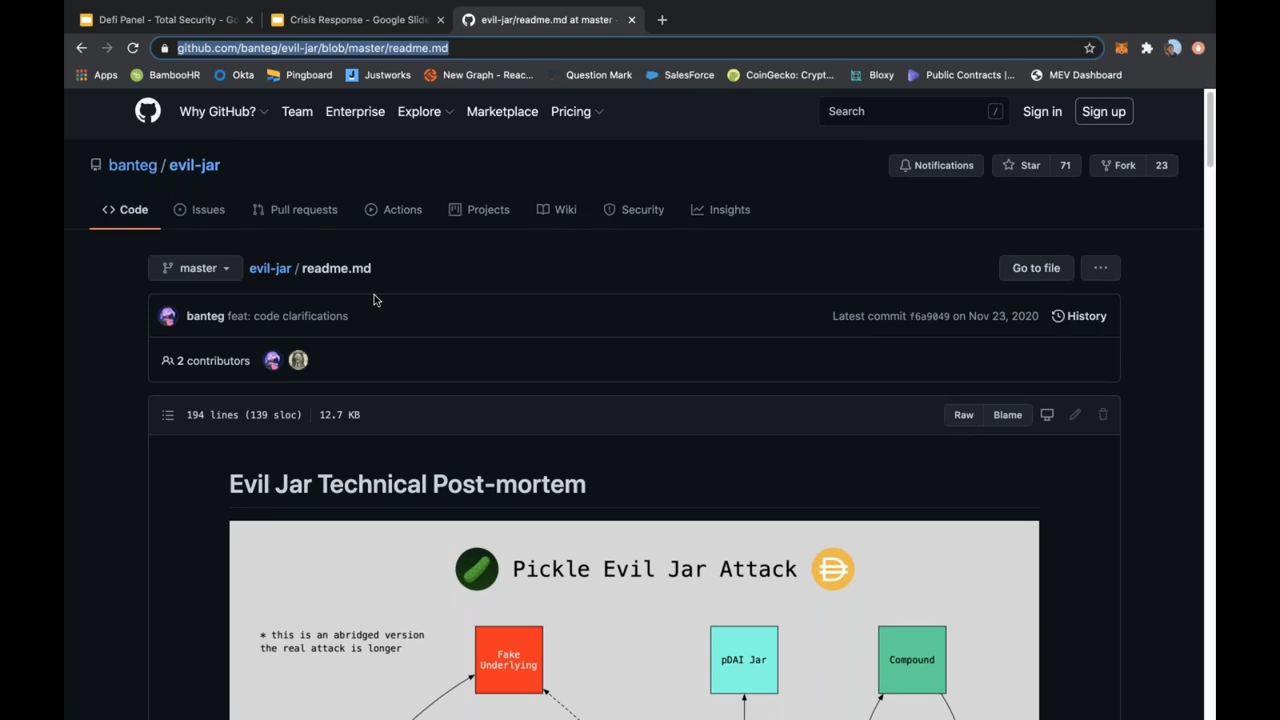 Defi Panel - Total Security - Go
Crisis Response - Google Slide
evil-jar/readme.md at master
github.com/banteg/evil-jar/blob/master/readme.md
Apps BambooHR Okta Pingboard Justworks New Graph - Reac... Question Mark SalesForce CoinGecko: Crypt... Bloxy Public Contracts |... MEV Dashboard
Why GitHub? Team Enterprise Explore Marketplace Pricing Search / Sign in Sign up
banteg / evil-jar Notifications Star 71 Fork 23
<> Code Issues Pull requests Actions Projects Wiki Security Insights
master evil-jar / readme.md Go to file ...
banteg feat: code clarifications Latest commit f6a9049 on Nov 23, 2020 History
2 contributors
194 lines (139 sloc) 12.7 KB Raw Blame
Evil Jar Technical Post-mortem
Pickle Evil Jar Attack
* this is an abridged version
the real attack is longer
Fake
Underlying
pDAI Jar
Compound